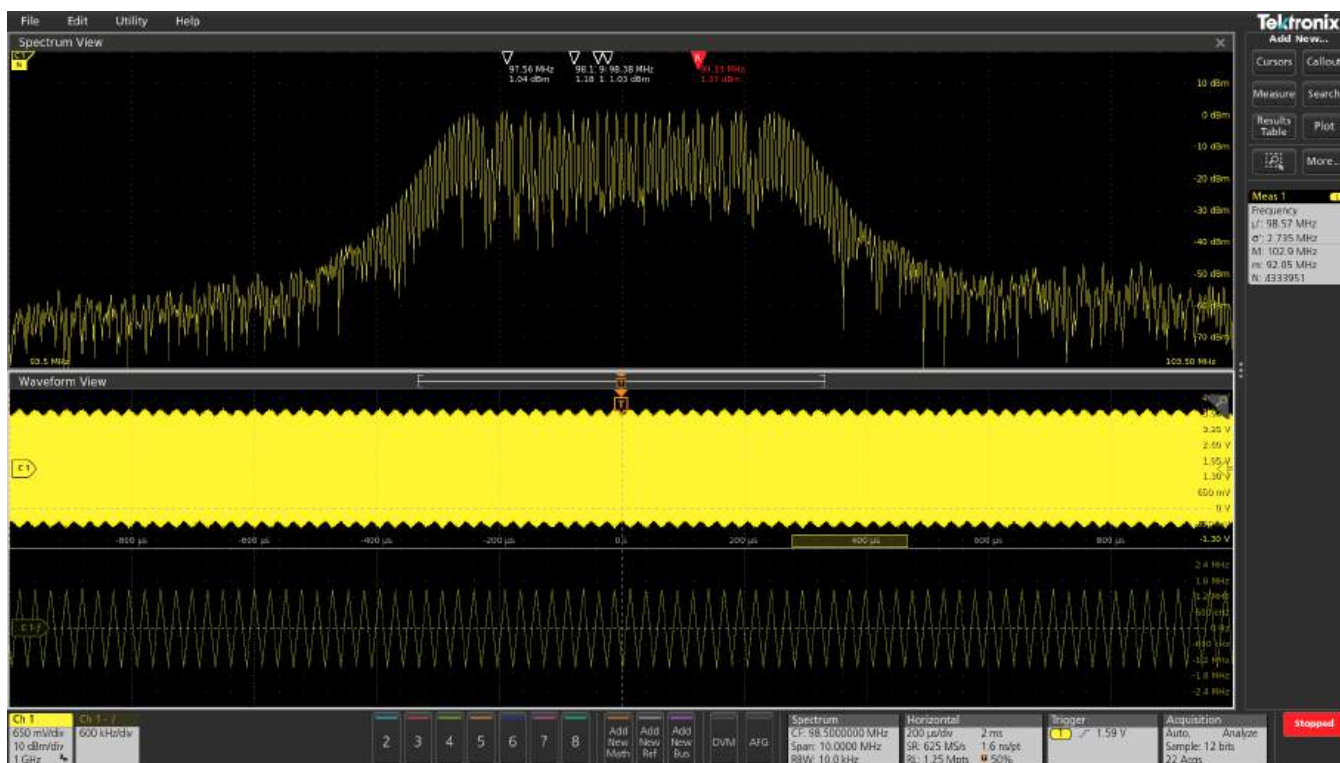 File Edit Utility Help
Tektronix
Add New...
Spectrum View
C1
N
97.56 MHz
1.04 dBm
98.38 MHz
1.03 dBm
R
1.37 dBm
10 dBm
0 dBm
-10 dBm
-20 dBm
-30 dBm
-40 dBm
-50 dBm
-70 dBm
93.5 MHz
103.50 MHz
Cursors Callout
Measure Search
Results Table Plot
More...
Meas 1
Frequency
µ': 98.57 MHz
σ': 2.735 MHz
M: 102.9 MHz
m: 92.05 MHz
N: 4333951
Waveform View
T
C1
1.30 V
650 mV
0 V
-1.30 V
-800 µs -600 µs -400 µs -200 µs 0 s 200 µs 400 µs 600 µs 800 µs
2.4 MHz
1.8 MHz
0 Hz
-1.2 MHz
-1.8 MHz
-2.4 MHz
Ch 1
650 mV/div
10 dBm/div
1 GHz
Ch 1 - f
600 kHz/div
2 3 4 5 6 7 8
Add New Math
Add New Ref
Add New Bus
DVM AFG
Spectrum
CF: 98.5000000 MHz
Span: 10.0000 MHz
RBW: 10.0 kHz
Horizontal
200 µs/div 2 ms
SR: 625 MS/s 1.6 ns/pt
RL: 1.25 Mpts 50%
Trigger
1 1.59 V
Acquisition
Auto, Analyze
Sample: 12 bits
22 Acqs
Stopped